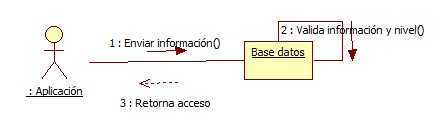 2 : Valida información y nivel()
1 : Enviar información()
Base datos
: Aplicación
3 : Retorna acceso